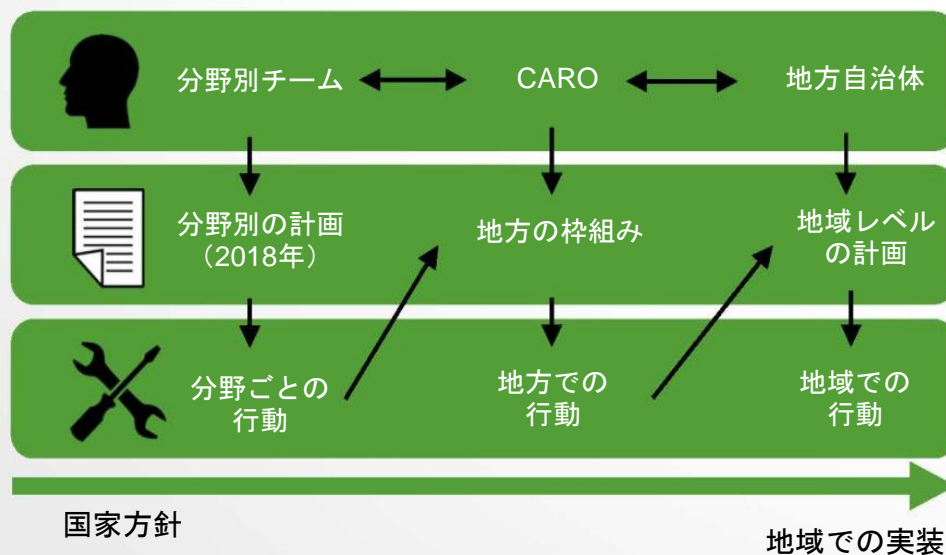 分野別チーム
CARO
地方自治体
分野別の計画
（2018年）
地方の枠組み
地域レベル
の計画
分野ごとの
行動
地方での
行動
地域での
行動
国家方針
地域での実装